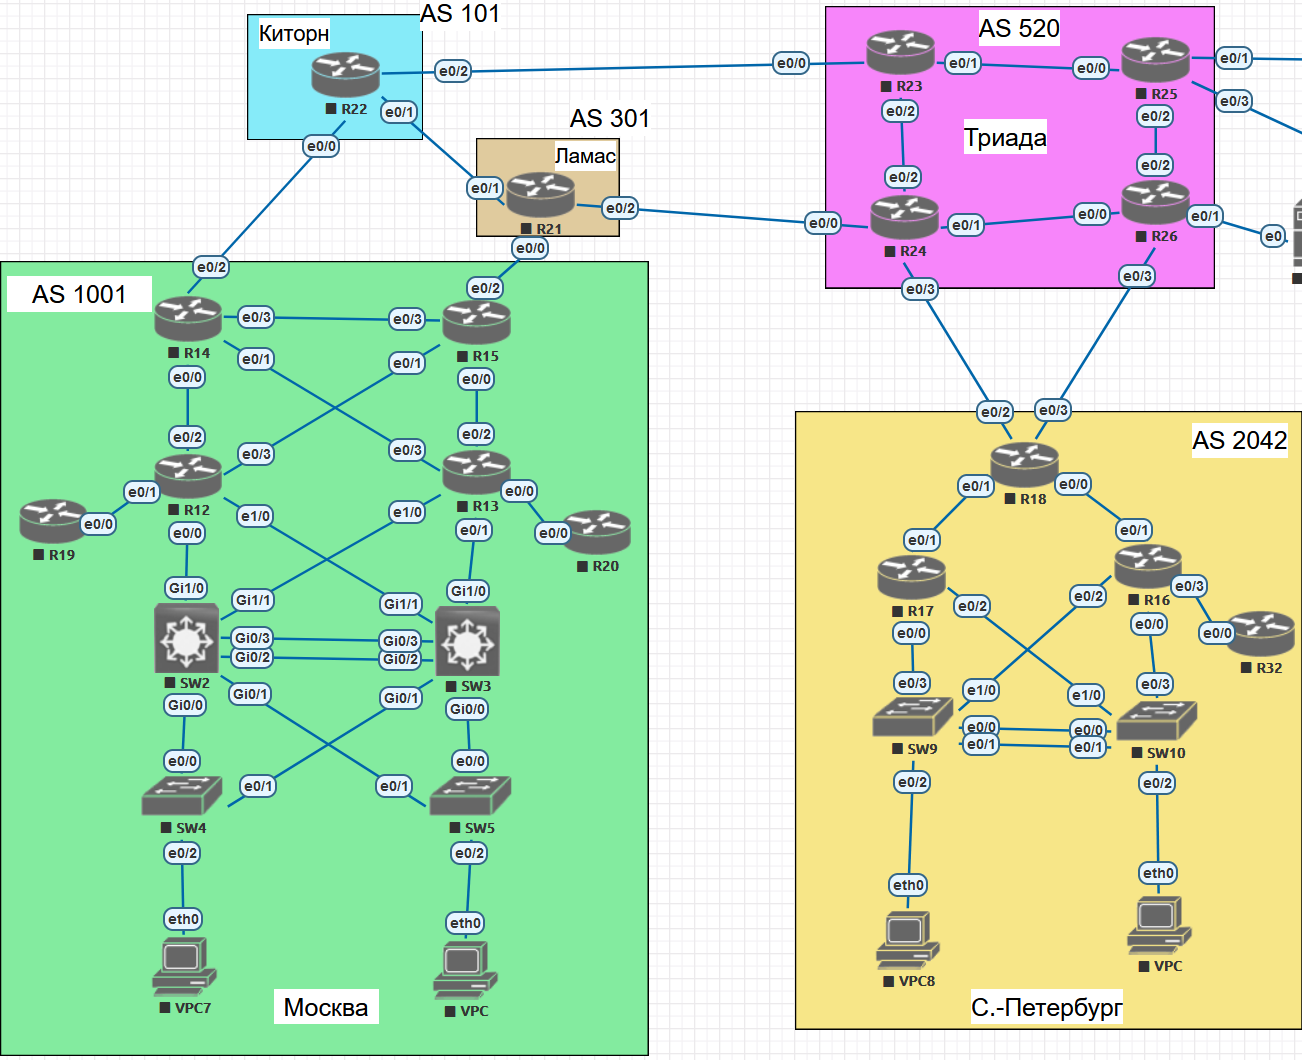 AS 101
Киторн
R22
e0/2
e0/1
e0/0
AS 301
Ламас
R21
e0/1
e0/2
e0/0
AS 520
Триада
e0/0
R23
e0/1
e0/2
e0/0
R25
e0/1
e0/3
e0/2
e0/2
e0/0
R24
e0/1
e0/3
e0/2
e0/0
R26
e0/1
e0/3
e0
AS 1001
e0/2
R14
e0/3
e0/1
e0/0
e0/2
e0/3
R15
e0/1
e0/0
e0/2
e0/1
R12
e0/3
e1/0
e0/0
e0/2
e0/3
R13
e0/0
e1/0
e0/1
R19
e0/0
R20
e0/0
Gi1/0
Gi1/1
Gi0/3
Gi0/2
SW2
Gi0/1
Gi0/0
Gi1/0
Gi1/1
Gi0/3
Gi0/2
SW3
Gi0/1
Gi0/0
e0/0
e0/1
SW4
e0/2
e0/0
e0/1
SW5
e0/2
eth0
VPC7
eth0
VPC
Москва
AS 2042
e0/2
e0/3
R18
e0/1
e0/0
e0/1
R17
e0/2
e0/0
e0/1
R16
e0/3
e0/2
e0/0
e0/0
R32
e0/3
e1/0
e0/0
e0/1
SW9
e0/2
e0/3
e1/0
e0/0
e0/1
SW10
e0/2
eth0
VPC8
eth0
VPC
С.-Петербург